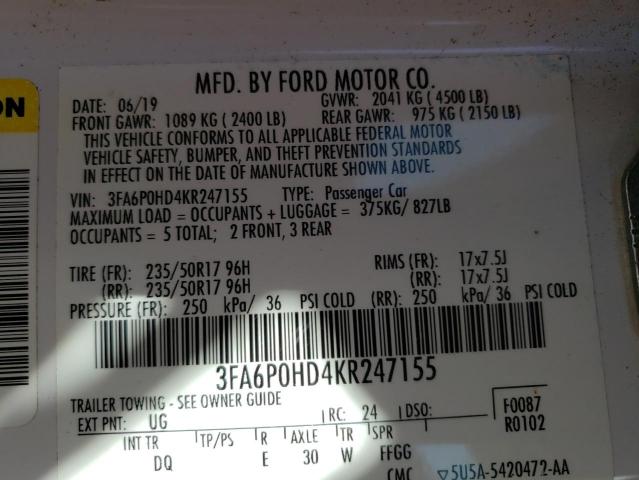 ON
MFD. BY FORD MOTOR CO.
DATE: 06/19 GVWR: 2041 KG (4500 LB)
FRONT GAWR: 1089 KG (2400 LB) REAR GAWR: 975 KG (2150 LB)
THIS VEHICLE CONFORMS TO ALL APPLICABLE FEDERAL MOTOR
VEHICLE SAFETY, BUMPER, AND THEFT PREVENTION STANDARDS
IN EFFECT ON THE DATE OF MANUFACTURE SHOWN ABOVE.
VIN: 3FA6P0HD4KR247155 TYPE: Passenger Car
MAXIMUM LOAD = OCCUPANTS + LUGGAGE = 375KG/ 827LB
OCCUPANTS = 5 TOTAL; 2 FRONT, 3 REAR
TIRE (FR): 235/50R17 96H RIMS (FR): 17x7.5J
(RR): 235/50R17 96H (RR): 17x7.5J
PRESSURE (FR): 250 kPa/ 36 PSI COLD (RR): 250 kPa/ 36 PSI COLD
3FA6P0HD4KR247155
TRAILER TOWING - SEE OWNER GUIDE
EXT PNT: UG RC: 24 DSO: F0087
R0102
INT TR TP/PS R AXLE TR SPR
DQ E 30 W FFGG
CMC ▽5U5A-5420472-AA